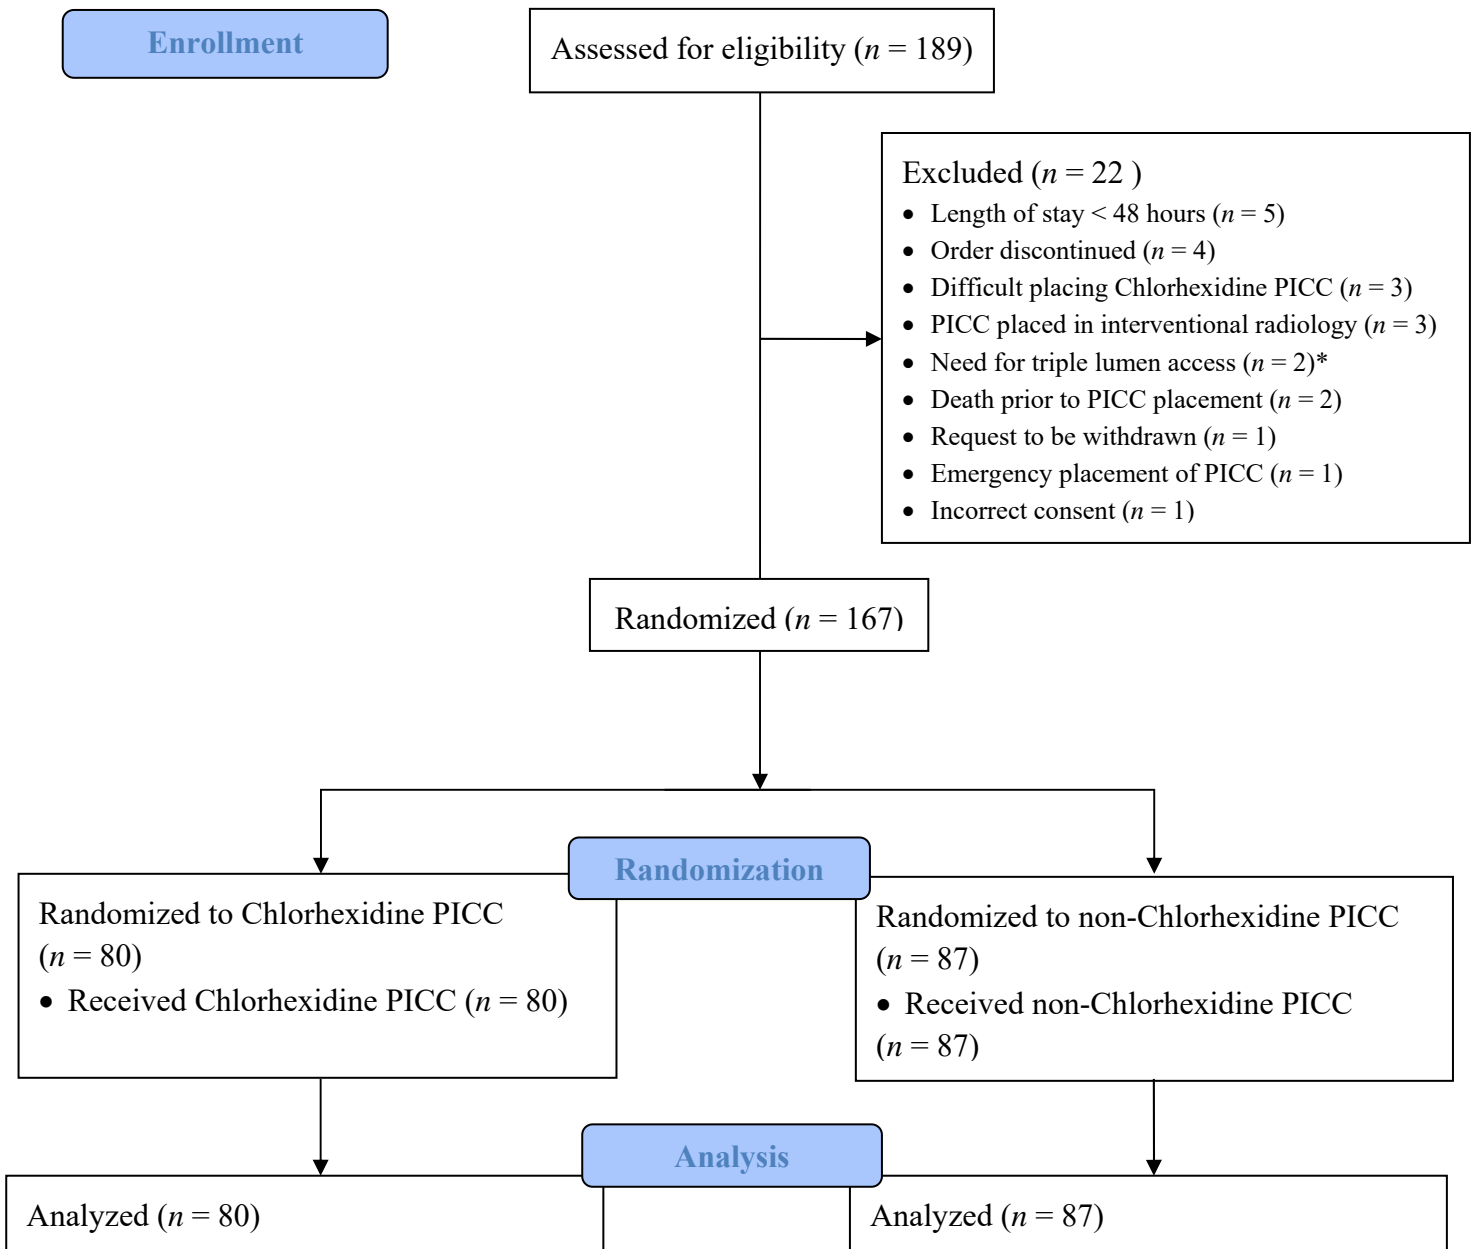 Enrollment
Assessed for eligibility (n = 189)
Excluded (n = 22 )
• Length of stay < 48 hours (n = 5)
• Order discontinued (n = 4)
• Difficult placing Chlorhexidine PICC (n = 3)
• PICC placed in interventional radiology (n = 3)
• Need for triple lumen access (n = 2)*
• Death prior to PICC placement (n = 2)
• Request to be withdrawn (n = 1)
• Emergency placement of PICC (n = 1)
• Incorrect consent (n = 1)
Randomized (n = 167)
Randomization
Randomized to Chlorhexidine PICC
(n = 80)
• Received Chlorhexidine PICC (n = 80)
Randomized to non-Chlorhexidine PICC
(n = 87)
• Received non-Chlorhexidine PICC
(n = 87)
Analysis
Analyzed (n = 80)
Analyzed (n = 87)